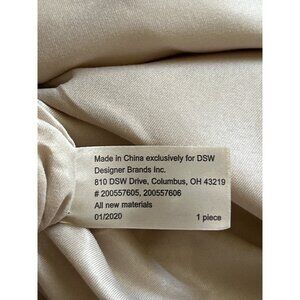 Made in China exclusively for DSW
Designer Brands Inc.
810 DSW Drive, Columbus, OH 43219
# 200557605, 200557606
All new materials
01/2020 1 piece